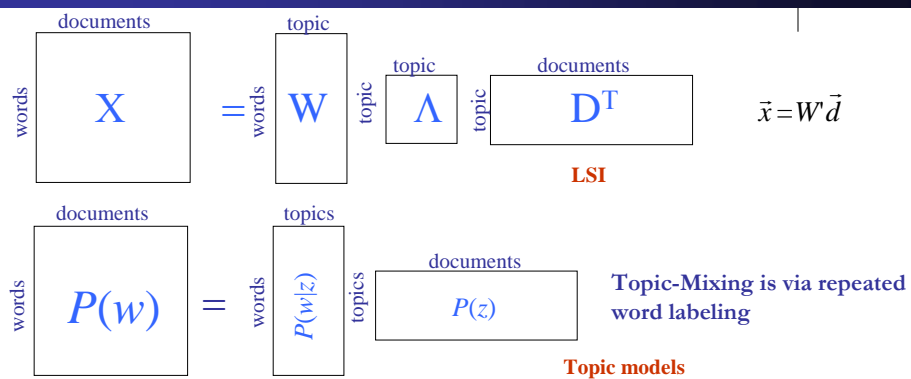 documents
topic
words
X
=
words
W
topic
topic
Λ
topic
documents
Dᵀ
x⃗ = W'd⃗
LSI
documents
topics
words
P(w)
=
words
P(w|z)
topics
documents
P(z)
Topic-Mixing is via repeated
word labeling
Topic models